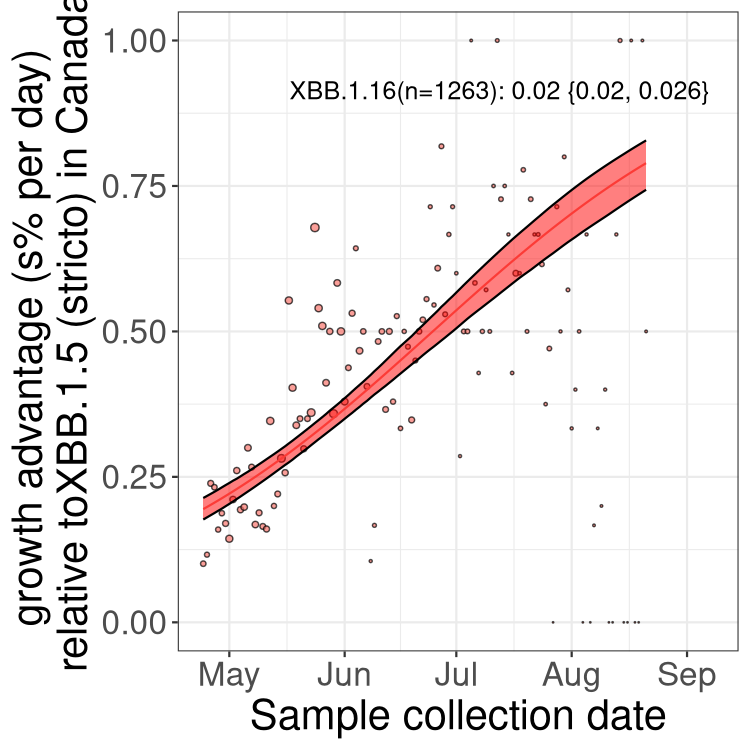 growth advantage (s% per day)
relative toXBB.1.5 (stricto) in Canada
1.00
0.75
0.50
0.25
0.00
XBB.1.16(n=1263): 0.02 {0.02, 0.026}
May Jun Jul Aug Sep
Sample collection date